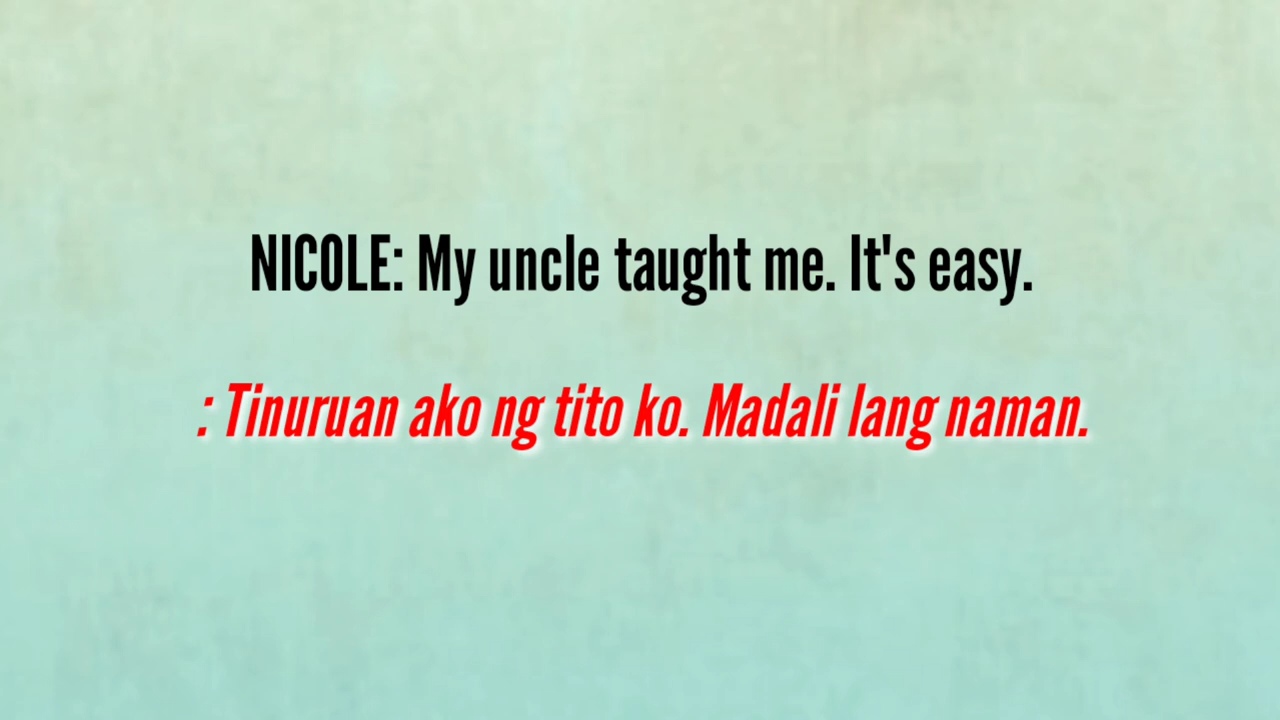 NICOLE: My uncle taught me. It's easy.
: Tinuruan ako ng tito ko. Madali lang naman.